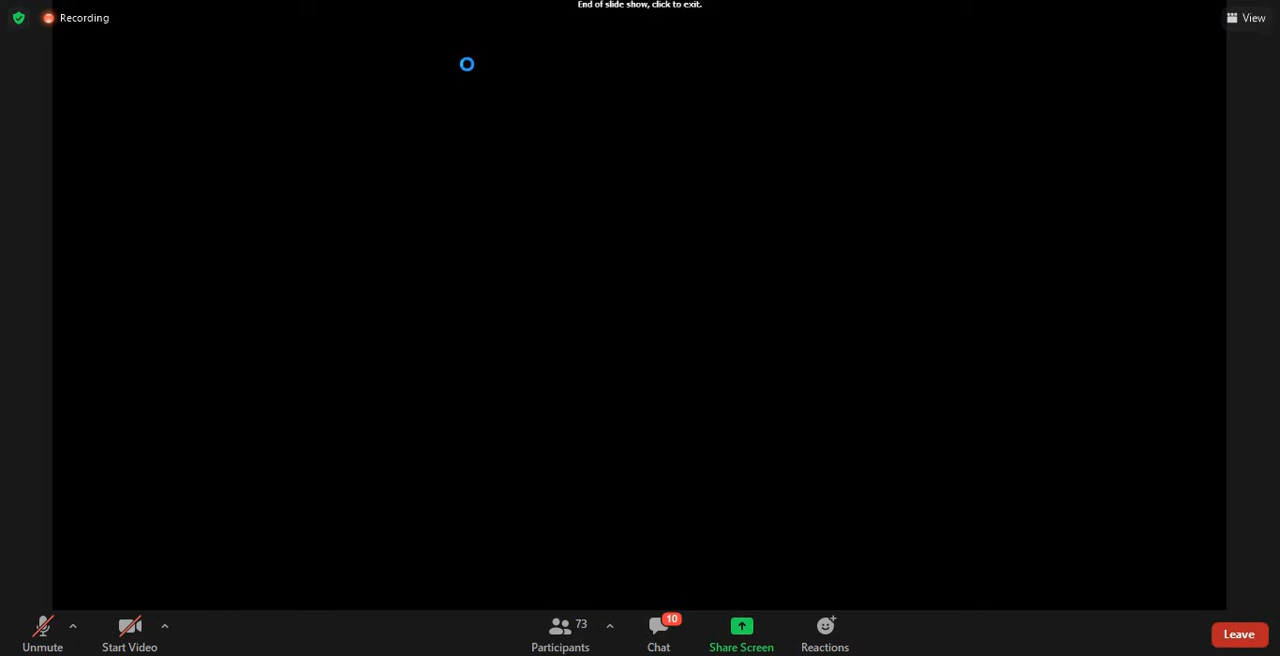 End of slide show, click to exit.
Recording
View
73
10
Unmute
Start Video
Participants
Chat
Share Screen
Reactions
Leave